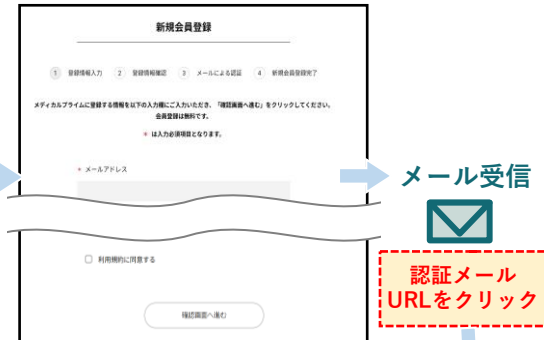 新規会員登録
1 登録情報入力 2 登録情報確認 3 メールによる認証 4 新規会員登録完了
メディカルプライムに登録する情報を以下の入力欄にご入力いただき、「確認画面へ進む」をクリックしてください。
会員登録は無料です。
* は入力必須項目となります。
* メールアドレス
利用規約に同意する
確認画面へ進む
メール受信
認証メール
URLをクリック